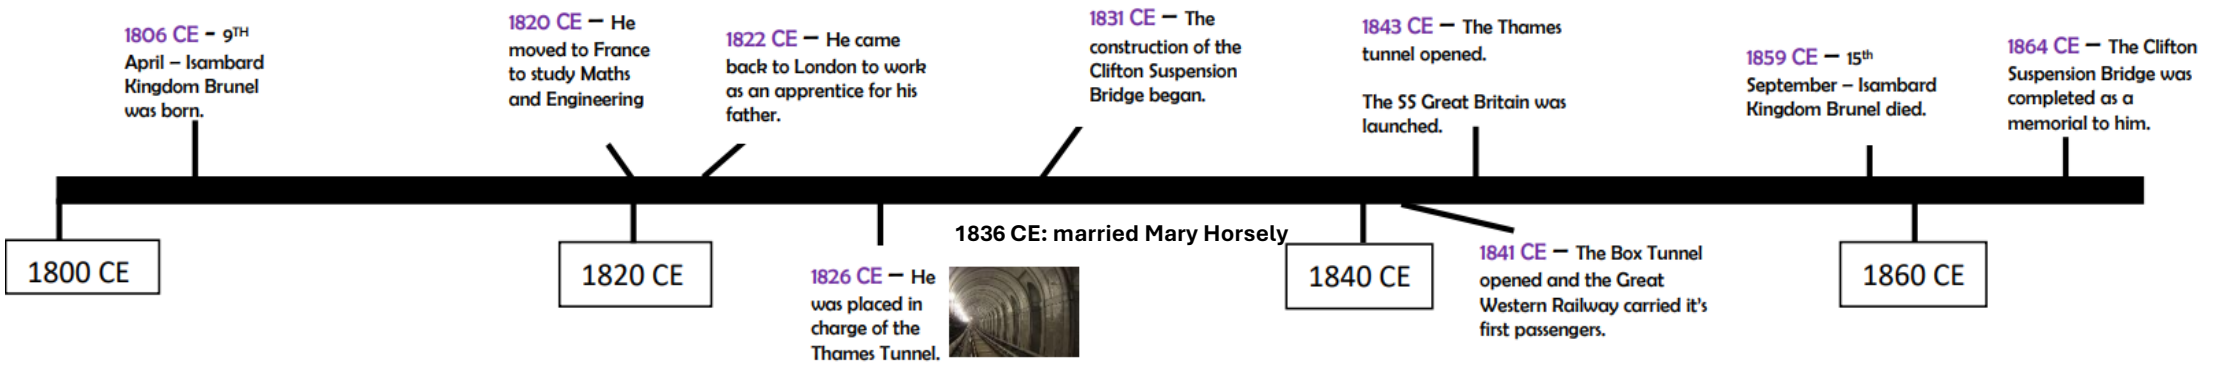 1806 CE - 9TH
April – Isambard
Kingdom Brunel
was born.
1820 CE – He
moved to France
to study Maths
and Engineering
1822 CE – He came
back to London to work
as an apprentice for his
father.
1831 CE – The
construction of the
Clifton Suspension
Bridge began.
1843 CE – The Thames
tunnel opened.
The SS Great Britain was
launched.
1859 CE – 15th
September – Isambard
Kingdom Brunel died.
1864 CE – The Clifton
Suspension Bridge was
completed as a
memorial to him.
1800 CE
1820 CE
1826 CE – He
was placed in
charge of the
Thames Tunnel.
1836 CE: married Mary Horsely
1840 CE
1841 CE – The Box Tunnel
opened and the Great
Western Railway carried it's
first passengers.
1860 CE